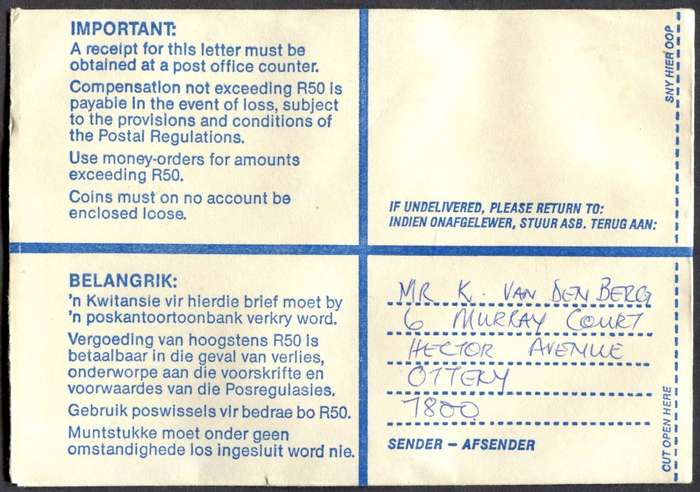 IMPORTANT:
A receipt for this letter must be
obtained at a post office counter.
Compensation not exceeding R50 is
payable in the event of loss, subject
to the provisions and conditions of
the Postal Regulations.
Use money-orders for amounts
exceeding R50.
Coins must on no account be
enclosed loose.
SNY HIER OOP
IF UNDELIVERED, PLEASE RETURN TO:
INDIEN ONAFGELEWER, STUUR ASB. TERUG AAN:
BELANGRIK:
'n Kwitansie vir hierdie brief moet by
'n poskantoortoonbank verkry word.
Vergoeding van hoogstens R50 is
betaalbaar in die geval van verlies,
onderworpe aan die voorskrifte en
voorwaardes van die Posregulasies.
Gebruik poswissels vir bedrae bo R50.
Muntstukke moet onder geen
omstandighede los ingesluit word nie.
MR K. VAN DEN BERG
6 MURRAY COURT
HECTOR AVENUE
OTTERY
7800
SENDER – AFSENDER
CUT OPEN HERE